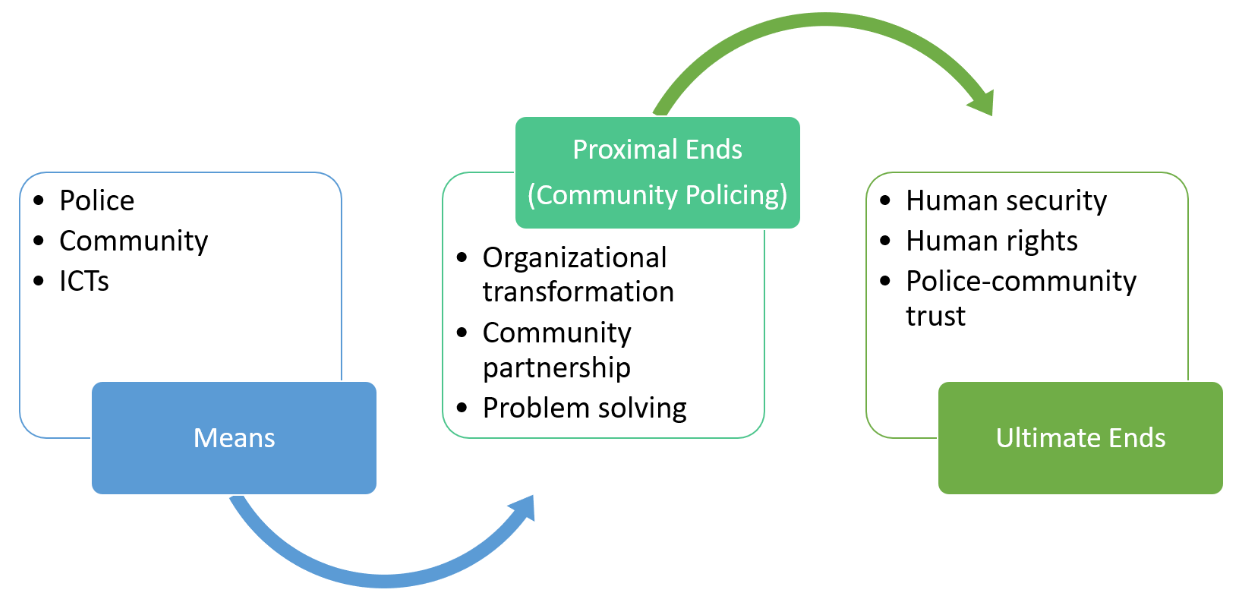 • Police
• Community
• ICTs
Means
Proximal Ends
(Community Policing)
• Organizational
transformation
• Community
partnership
• Problem solving
• Human security
• Human rights
• Police-community
trust
Ultimate Ends